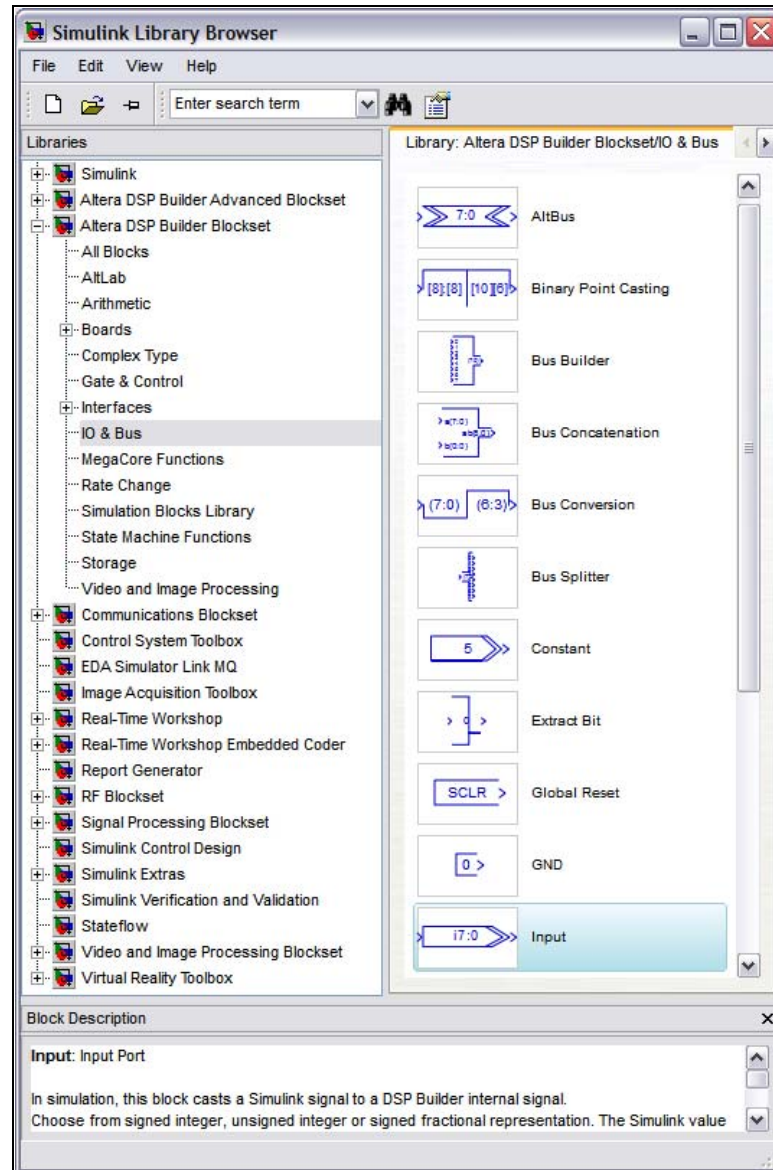 Simulink Library Browser
File Edit View Help
Enter search term
Libraries
Simulink
Altera DSP Builder Advanced Blockset
Altera DSP Builder Blockset
All Blocks
AltLab
Arithmetic
Boards
Complex Type
Gate & Control
Interfaces
IO & Bus
MegaCore Functions
Rate Change
Simulation Blocks Library
State Machine Functions
Storage
Video and Image Processing
Communications Blockset
Control System Toolbox
EDA Simulator Link MQ
Image Acquisition Toolbox
Real-Time Workshop
Real-Time Workshop Embedded Coder
Report Generator
RF Blockset
Signal Processing Blockset
Simulink Control Design
Simulink Extras
Simulink Verification and Validation
Stateflow
Video and Image Processing Blockset
Virtual Reality Toolbox
Library: Altera DSP Builder Blockset/IO & Bus
7:0 AltBus
[8]:[8] [10][6] Binary Point Casting
Bus Builder
a(7:0)
b(0:0)
Bus Concatenation
(7:0) (6:3) Bus Conversion
Bus Splitter
5 Constant
Extract Bit
SCLR Global Reset
0 GND
i7:0 Input
Block Description
Input: Input Port
In simulation, this block casts a Simulink signal to a DSP Builder internal signal.
Choose from signed integer, unsigned integer or signed fractional representation. The Simulink value